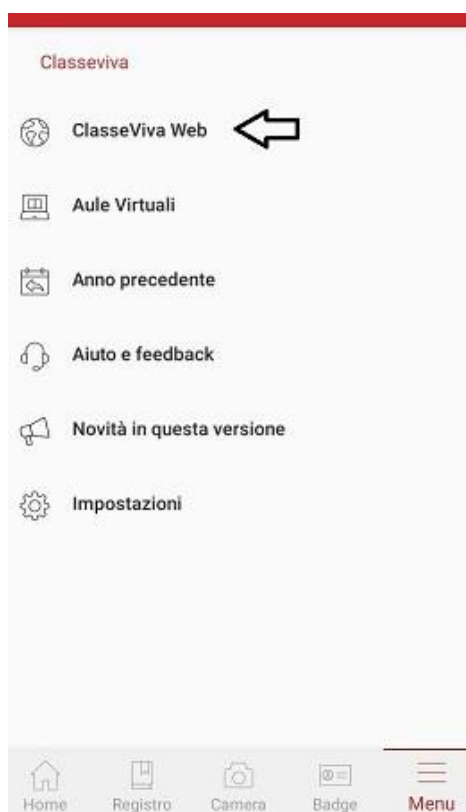 Classeviva
ClasseViva Web
Aule Virtuali
Anno precedente
Aiuto e feedback
Novità in questa versione
Impostazioni
Home Registro Camera Badge Menu